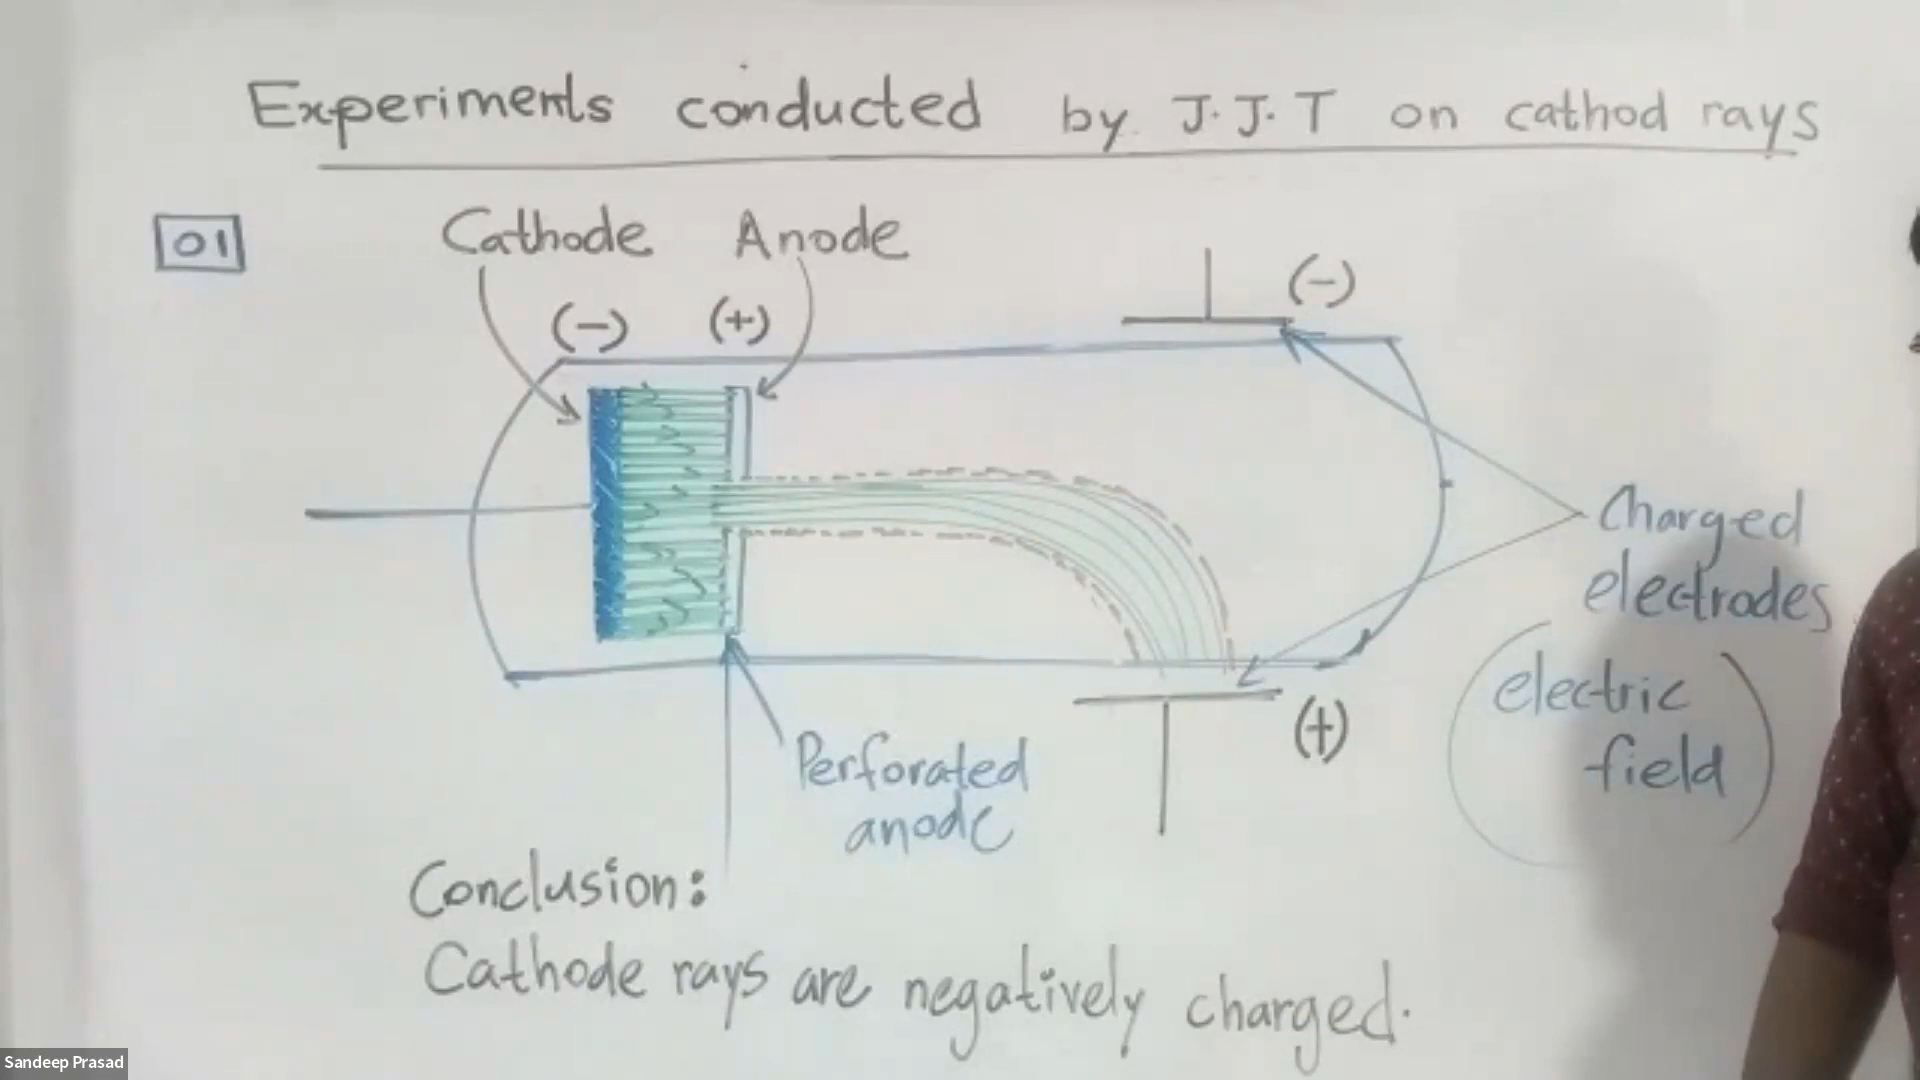 Experiments conducted by J.J.T on cathod rays
01
Cathode Anode
(-) (+) (-)
Charged
electrodes
(electric
field)
(+)
Perforated
anode
Conclusion:
Cathode rays are negatively charged.
Sandeep Prasad